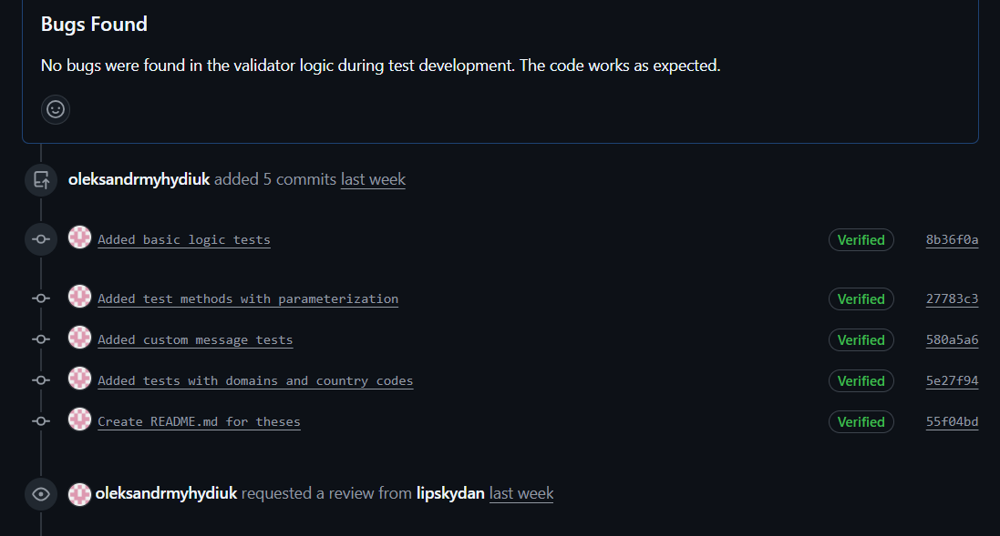 Bugs Found
No bugs were found in the validator logic during test development. The code works as expected.
oleksandrmyhydiuk added 5 commits last week
Added basic logic tests Verified 8b36f0a
Added test methods with parameterization Verified 27783c3
Added custom message tests Verified 580a5a6
Added tests with domains and country codes Verified 5e27f94
Create README.md for theses Verified 55f04bd
oleksandrmyhydiuk requested a review from lipskydan last week